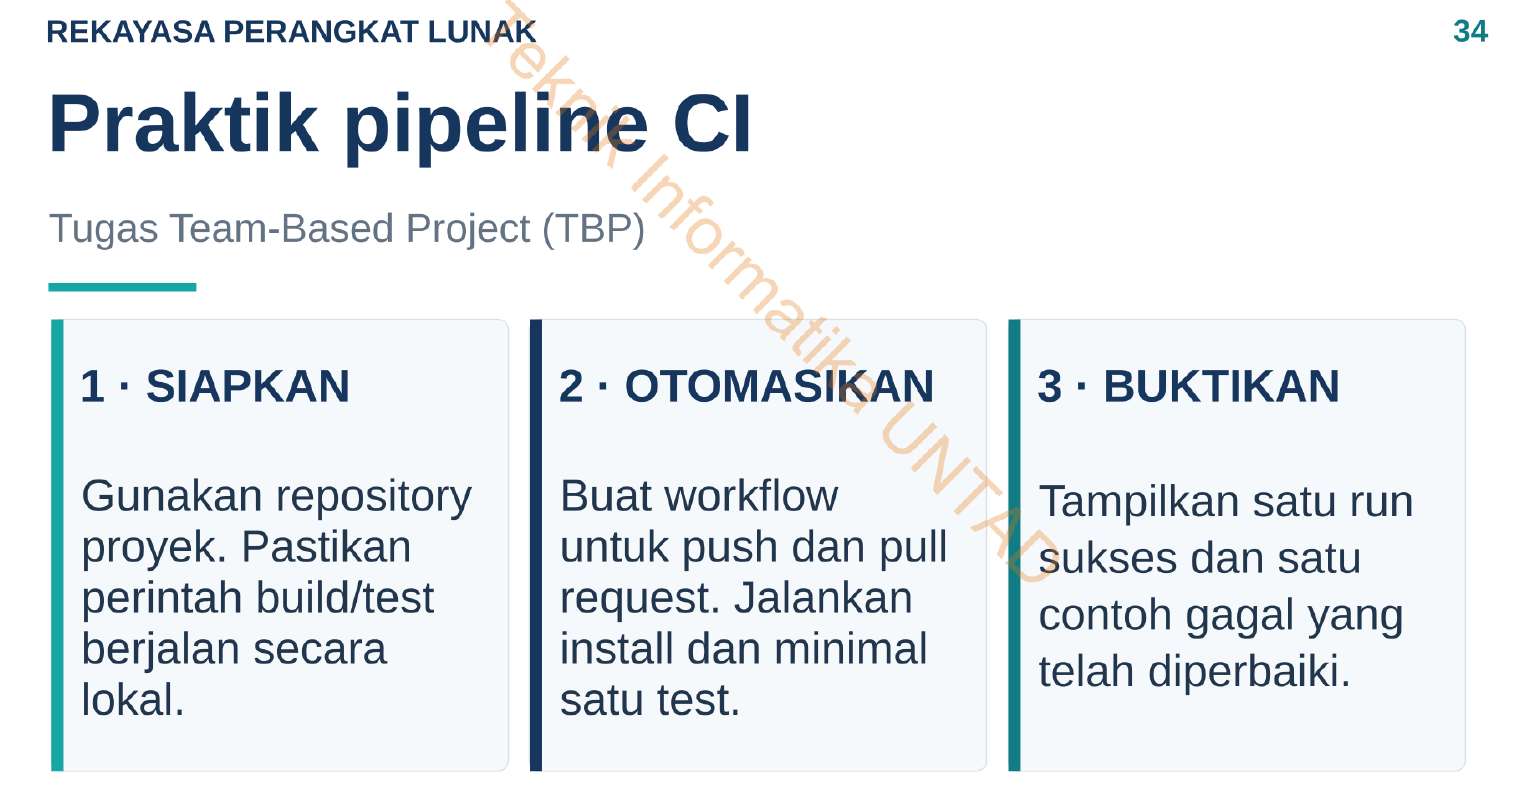 REKAYASA PERANGKAT LUNAK
34
Praktik pipeline CI
Tugas Team-Based Project (TBP)
1 · SIAPKAN
Gunakan repository
proyek. Pastikan
perintah build/test
berjalan secara
lokal.
2 · OTOMASIKAN
Buat workflow
untuk push dan pull
request. Jalankan
install dan minimal
satu test.
3 · BUKTIKAN
Tampilkan satu run
sukses dan satu
contoh gagal yang
telah diperbaiki.
Teknik Informatika UNTAD